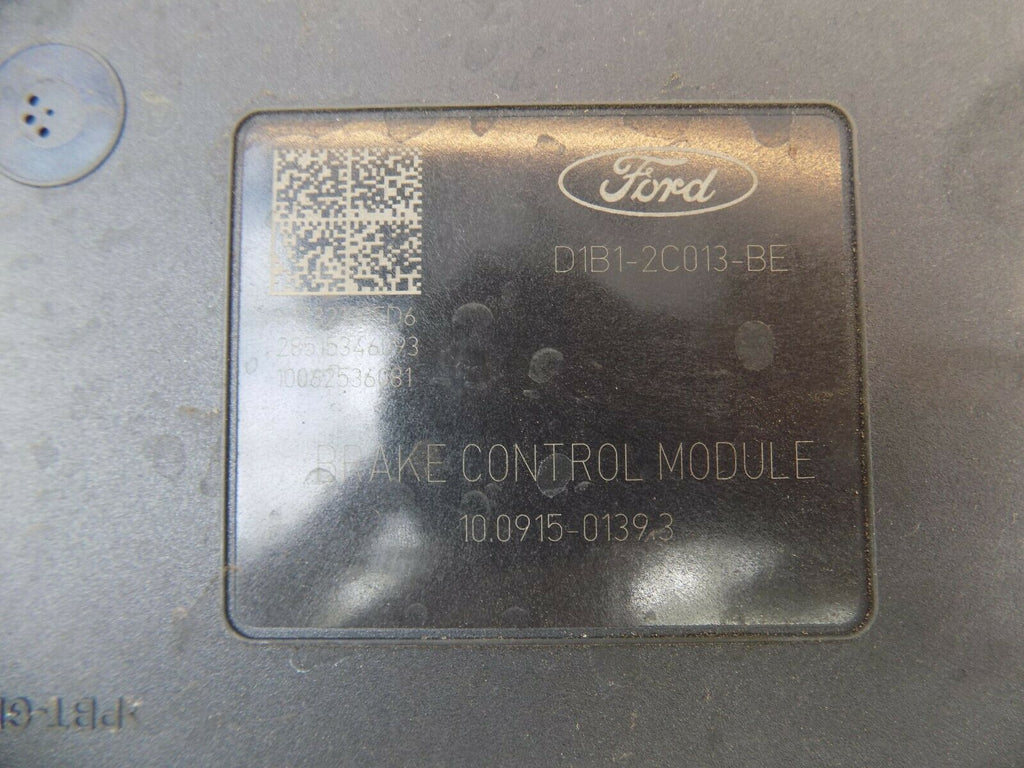 Ford
D1B1-2C013-BE
10062536081
BRAKE CONTROL MODULE
10.0915-0139.3